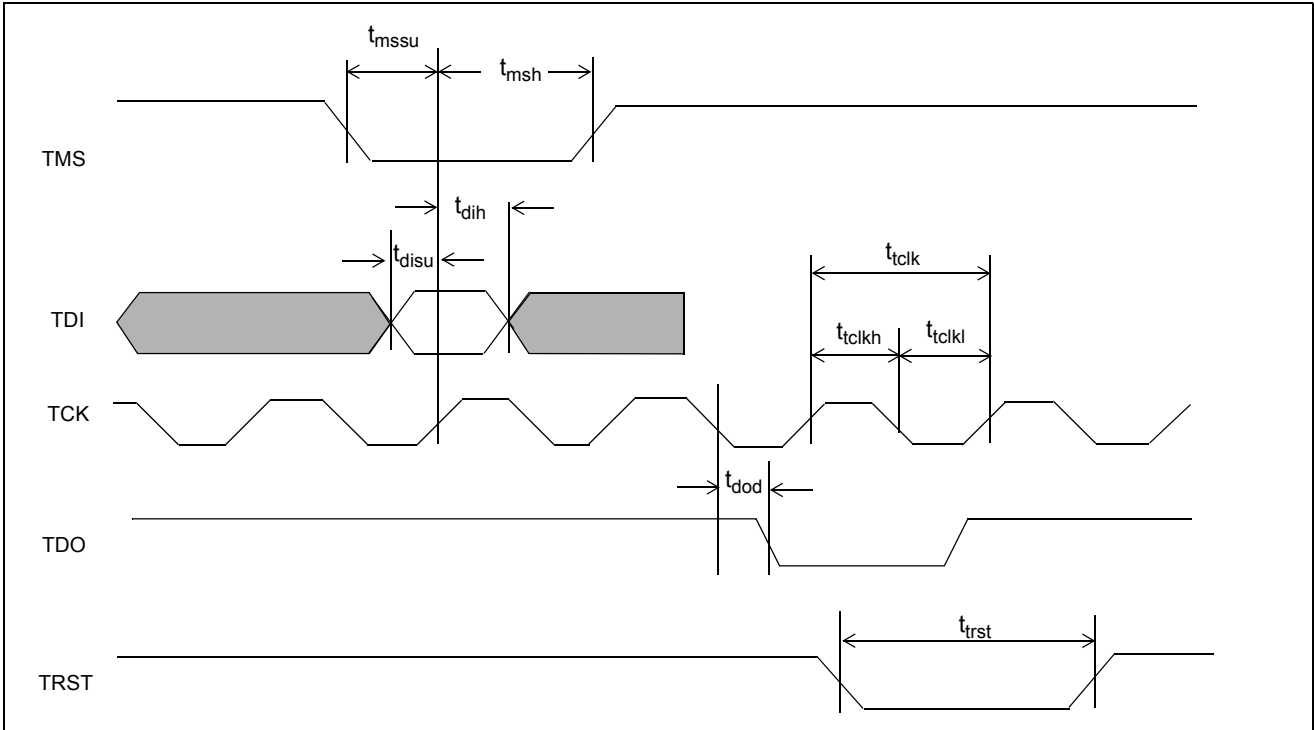 tmssu
tmsh
TMS
tdih
tdisu
ttclk
TDI
ttclkh
ttclkl
TCK
tdod
TDO
ttrst
TRST